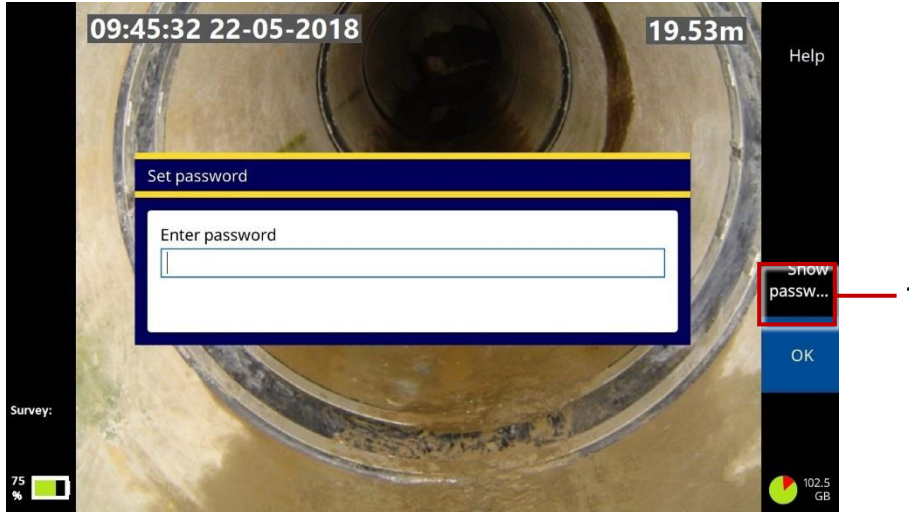 09:45:32 22-05-2018
19.53m
Help
Set password
Enter password
Show
passw...
OK
Survey:
75
%
102.5
GB